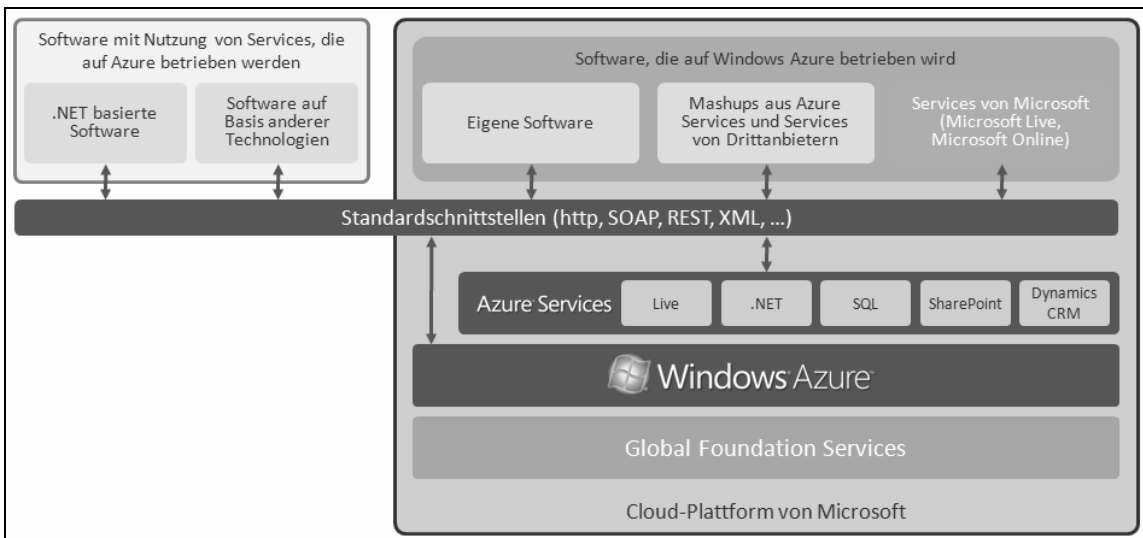 Software mit Nutzung von Services, die
auf Azure betrieben werden
.NET basierte
Software
Software auf
Basis anderer
Technologien
Software, die auf Windows Azure betrieben wird
Eigene Software
Mashups aus Azure
Services und Services
von Drittanbietern
Services von Microsoft
(Microsoft Live,
Microsoft Online)
Standardschnittstellen (http, SOAP, REST, XML, ...)
Azure Services
Live
.NET
SQL
SharePoint
Dynamics
CRM
Windows Azure
Global Foundation Services
Cloud-Plattform von Microsoft